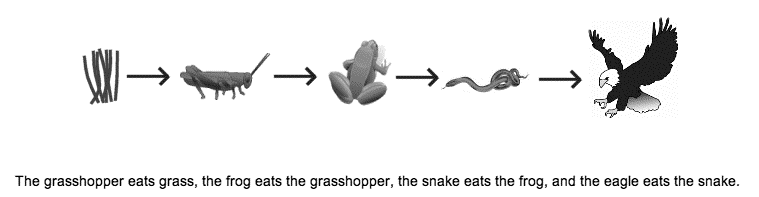 The grasshopper eats grass, the frog eats the grasshopper, the snake eats the frog, and the eagle eats the snake.